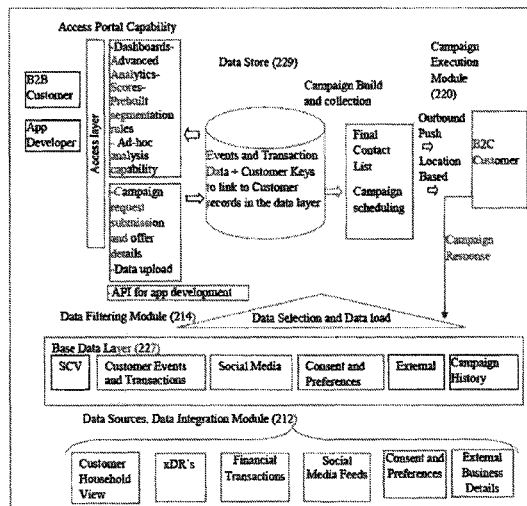 Access Portal Capability
B2B
Customer
App
Developer
Access layer
-Dashboards-
Advanced
Analytics-
Scores-
Prebuilt
segmentation
rules
- Ad-hoc
analysis
capability
-Campaign
request
submission
and offer
details
-Data upload
API for app development
Data Store (229)
Events and Transaction
Data + Customer Keys
to link to Customer
records in the data layer
Campaign Build
and collection
Final
Contact
List
Campaign
scheduling
Campaign
Execution
Module
(220)
Outbound
Push
Location
Based
B2C
Customer
Campaign
Response
Data Filtering Module (214)
Data Selection and Data load
Base Data Layer (227)
SCV
Customer Events
and Transactions
Social Media
Consent and
Preferences
External
Campaign
History
Data Sources, Data Integration Module (212)
Customer
Household
View
xDR's
Financial
Transactions
Social
Media Feeds
Consent and
Preferences
External
Business
Details